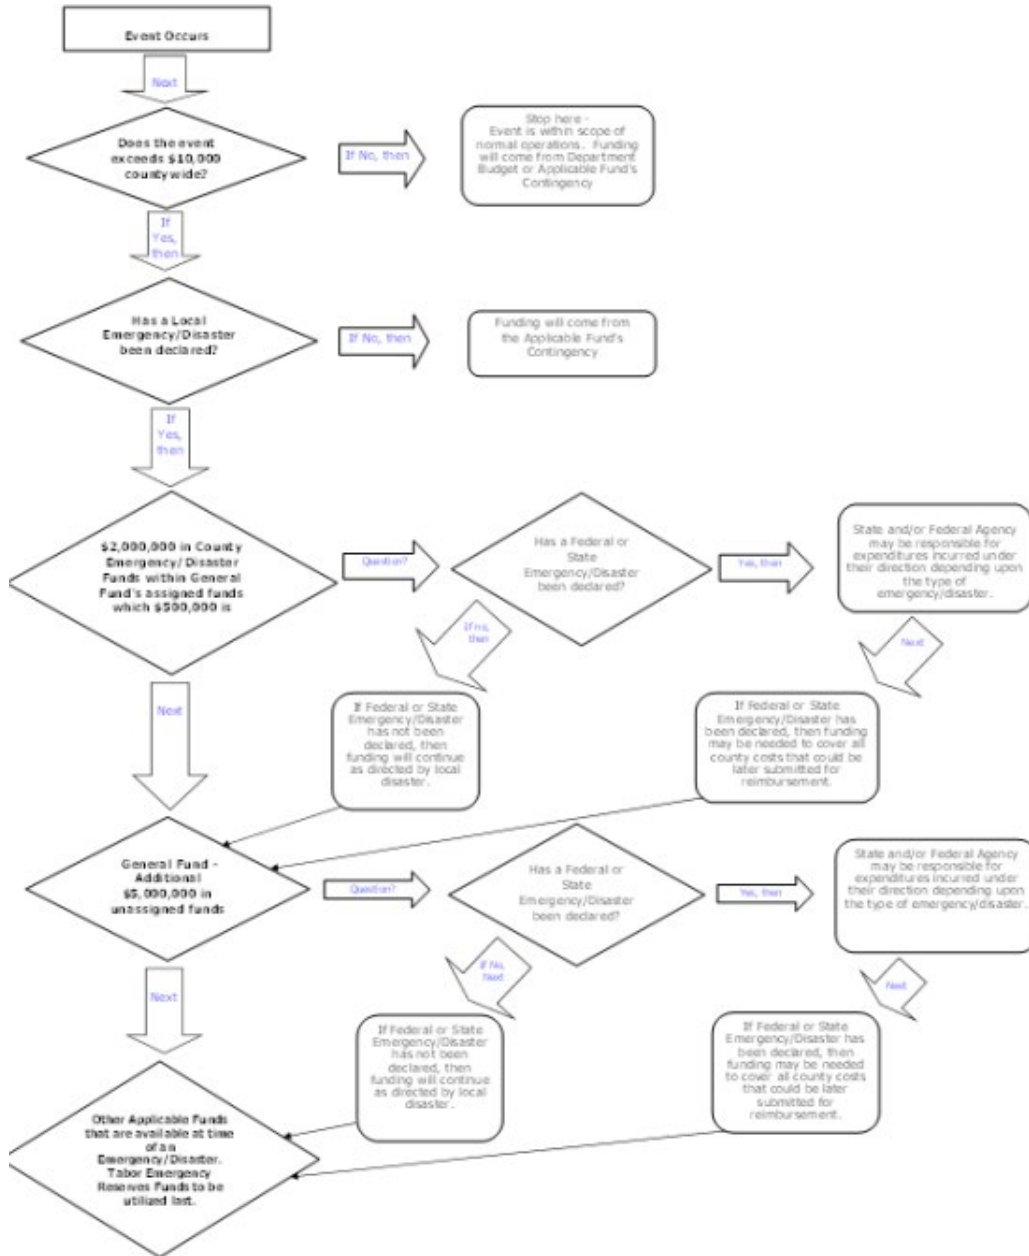 Event Occurs
Next
Does the event
exceeds $10,000
countywide?
If No, then
Stop here -
Event is within scope of
normal operations. Funding
will come from Department
Budget or Applicable Fund's
Contingency
If
Yes,
then
Has a Local
Emergency/Disaster
been declared?
If No, then
Funding will come from
the Applicable Fund's
Contingency
If
Yes,
then
$2,000,000 in County
Emergency/ Disaster
Funds within General
Fund's assigned funds
which $500,000 is
Question?
Has a Federal or
State
Emergency/Disaster
been declared?
Yes, then
State and/or Federal Agency
may be responsible for
expenditures incurred under
their direction depending upon
the type of
emergency/disaster.
If no,
then
Next
Next
If Federal or State
Emergency/Disaster
has not been
declared, then
funding will continue
as directed by local
disaster.
If Federal or State
Emergency/Disaster has
been declared, then funding
may be needed to cover all
county costs that could be
later submitted for
reimbursement.
General Fund -
Additional
$5,000,000 in
unassigned funds
Question?
Has a Federal or
State
Emergency/Disaster
been declared?
Yes, then
State and/or Federal Agency
may be responsible for
expenditures incurred under
their direction depending upon
the type of emergency/disaster.
If No,
Next
Next
Next
If Federal or State
Emergency/Disaster
has not been
declared, then
funding will continue
as directed by local
disaster.
If Federal or State
Emergency/Disaster has
been declared, then
funding may be needed
to cover all county costs
that could be later
submitted for
reimbursement.
Other Applicable Funds
that are available at time
of an
Emergency/Disaster.
Tabor Emergency
Reserves Funds to be
utilized last.